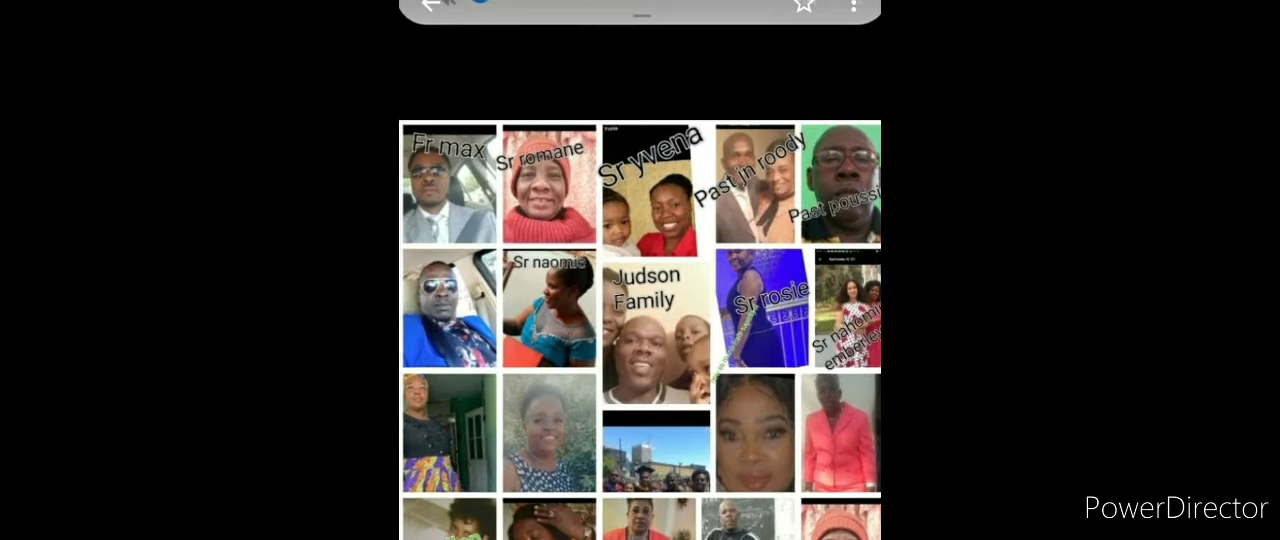 Fr max
Sr romane
Sr yvena
Past jn roody
Past poussi
Sr naomie
Judson
Family
Sr rosie
Sr nahomie
emberley
PowerDirector